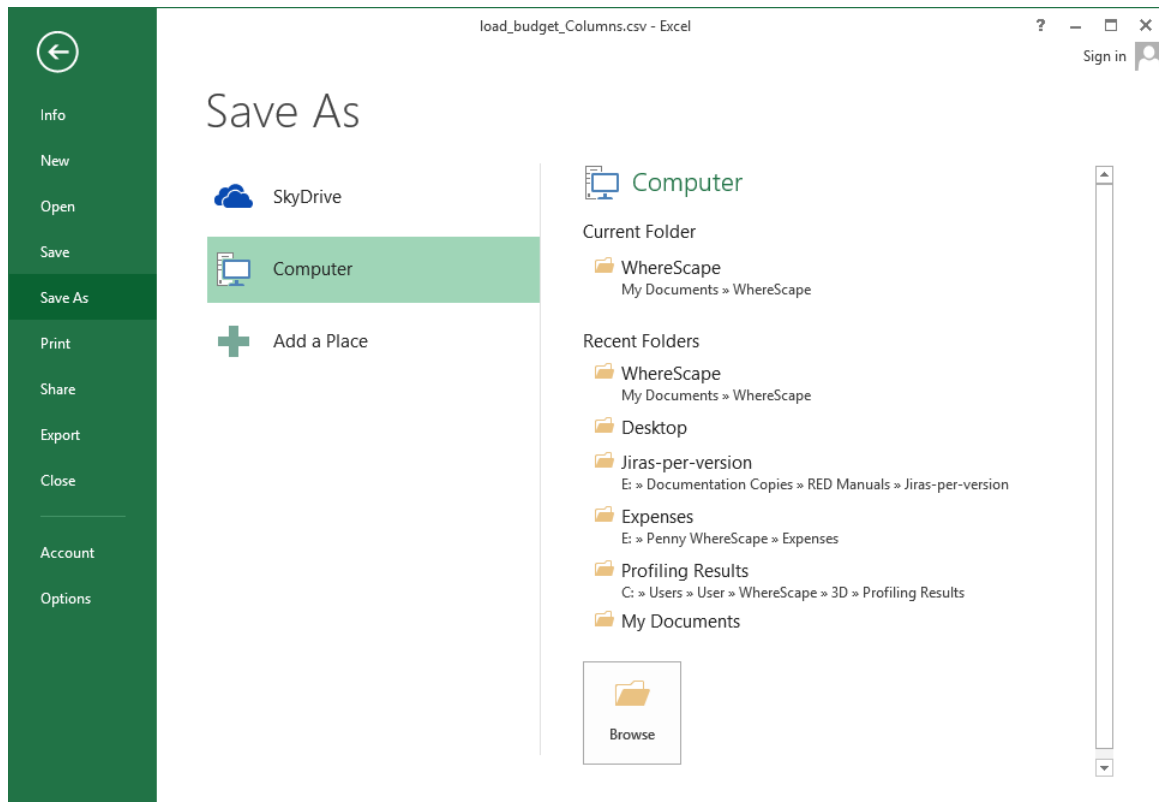 load_budget_Columns.csv - Excel
?
Sign in
Info
New
Open
Save
Save As
Print
Share
Export
Close
Account
Options
Save As
SkyDrive
Computer
Add a Place
Computer
Current Folder
WhereScape
My Documents » WhereScape
Recent Folders
WhereScape
My Documents » WhereScape
Desktop
Jiras-per-version
E: » Documentation Copies » RED Manuals » Jiras-per-version
Expenses
E: » Penny WhereScape » Expenses
Profiling Results
C: » Users » User » WhereScape » 3D » Profiling Results
My Documents
Browse